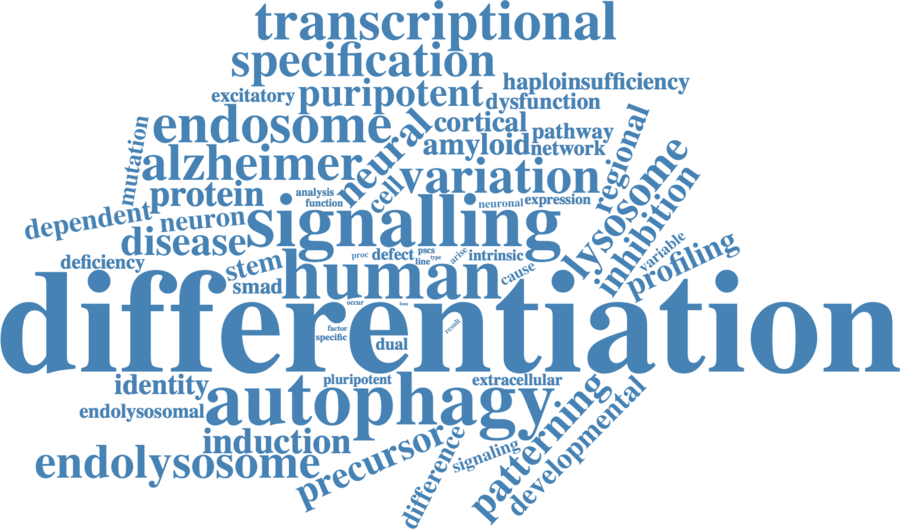 transcriptional
specification
haploinsufficiency
excitatory
puripotent
dysfunction
endosome
neural
cortical
pathway
mutation
alzheimer
amyloid
network
regional
protein
cell
variation
lysosome
analysis
function
neuronal
expression
inhibition
dependent
neuron
signalling
disease
variable
profiling
deficiency
stem
proc
defect
pscs
line
type
arise
intrinsic
cause
smad
human
occur
loss
differentiation
factor
specific
dual
result
identity
pluripotent
extracellular
endolysosomal
autophagy
patterning
developmental
induction
precursor
difference
signaling
endolysosome